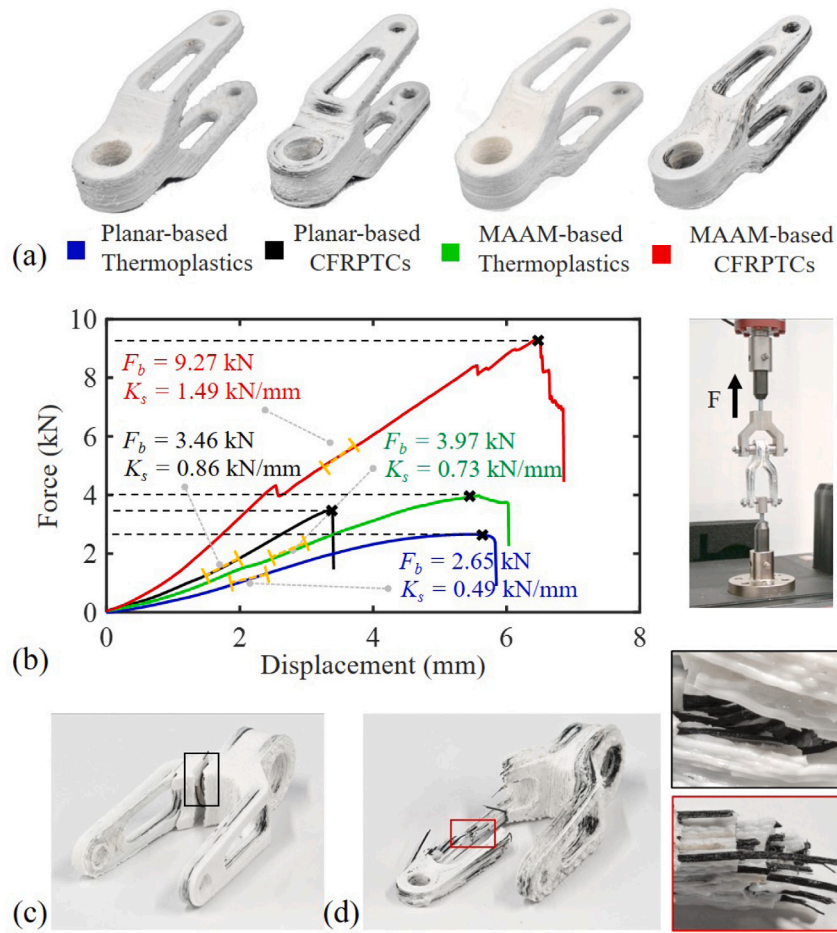 (a)
Planar-based
Thermoplastics
Planar-based
CFRPTCs
MAAM-based
Thermoplastics
MAAM-based
CFRPTCs
(b)
Force (kN)
10
8
6
4
2
0
F_b = 9.27 kN
K_s = 1.49 kN/mm
F_b = 3.46 kN
K_s = 0.86 kN/mm
F_b = 3.97 kN
K_s = 0.73 kN/mm
F_b = 2.65 kN
K_s = 0.49 kN/mm
0
2
4
6
8
Displacement (mm)
F
(c)
(d)